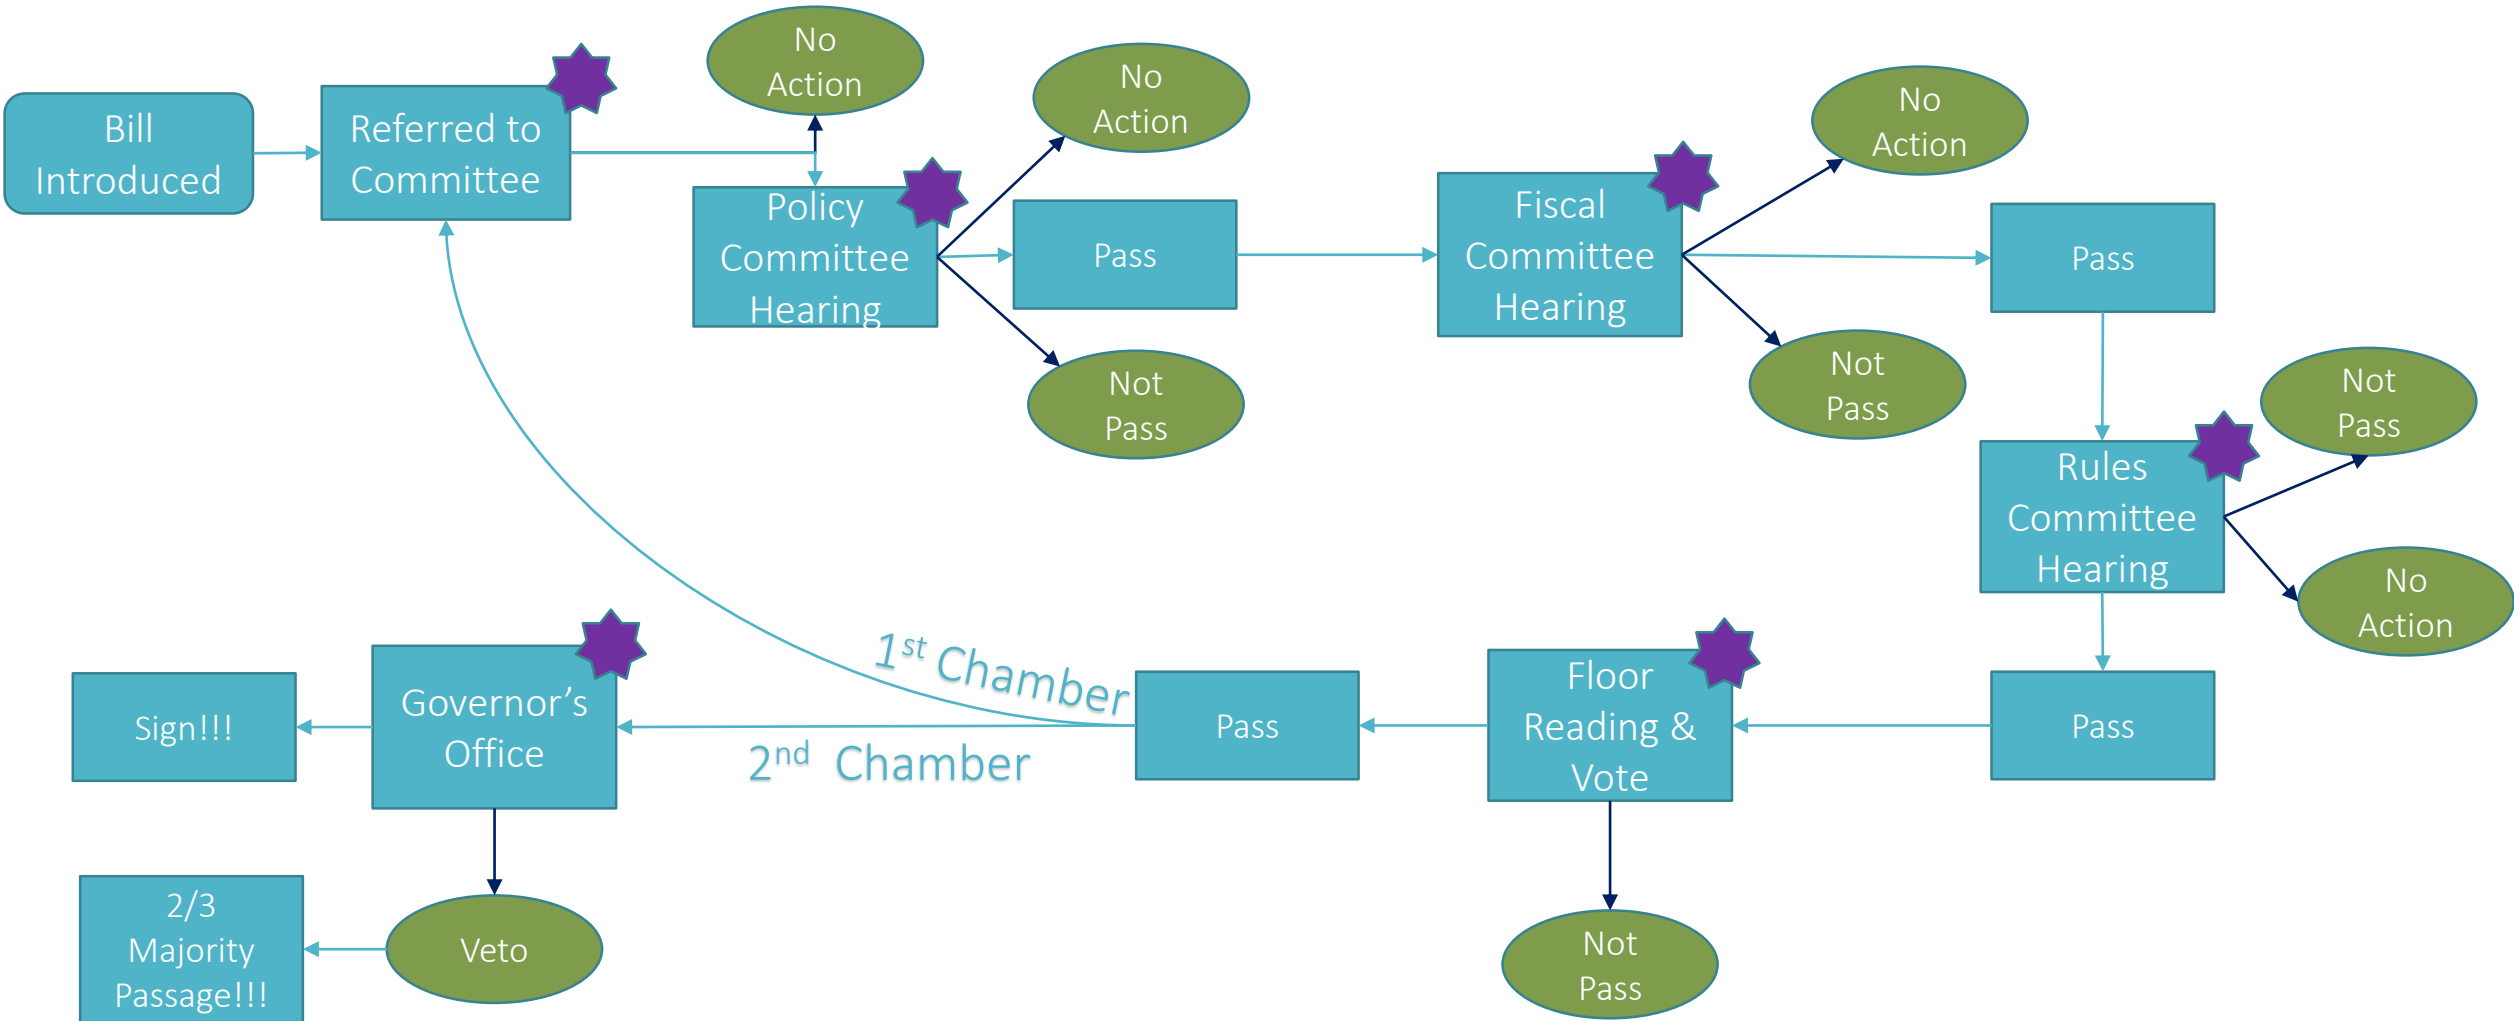 Bill
Introduced
Referred to
Committee
No
Action
Policy
Committee
Hearing
No
Action
Pass
Not
Pass
Fiscal
Committee
Hearing
No
Action
Pass
Not
Pass
Rules
Committee
Hearing
Not
Pass
No
Action
Pass
Floor
Reading &
Vote
Not
Pass
Pass
1st Chamber
2nd Chamber
Governor’s
Office
Sign!!!
Veto
2/3
Majority
Passage!!!